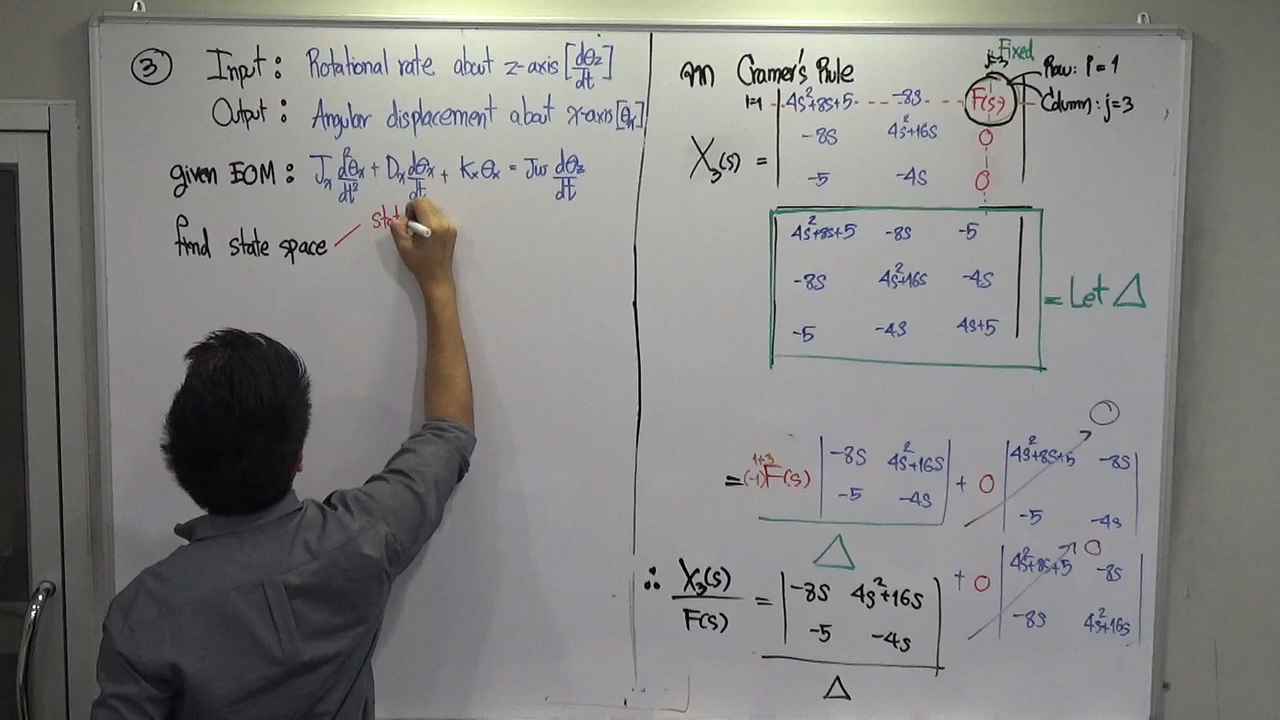 ③ Input: Rotational rate about z-axis [dθz/dt]
Output: Angular displacement about x-axis [θx]
given EOM: Jx d²θx/dt² + Dx dθx/dt + Kxθx = Jω dθz/dt
find state space
stat
Cramer's Rule
Fixed
j=3
Row: i=1
Column: j=3
i=1
X₃(s) =
4s²+8s+5 -8s F(s)
-8s 4s²+16s 0
-5 -4s 0
4s²+8s+5 -8s -5
-8s 4s²+16s -4s
-5 -4s 4s+5
= Let Δ
= (-1)¹⁺³ F(s) | -8s 4s²+16s | + 0 | 4s²+8s+5 -8s |
-5 -4s -5 -4s
Δ
0
+ 0 | 4s²+8s+5 -8s |
-8s 4s²+16s
0
∴ X₃(s)/F(s) = | -8s 4s²+16s |
-5 -4s
Δ